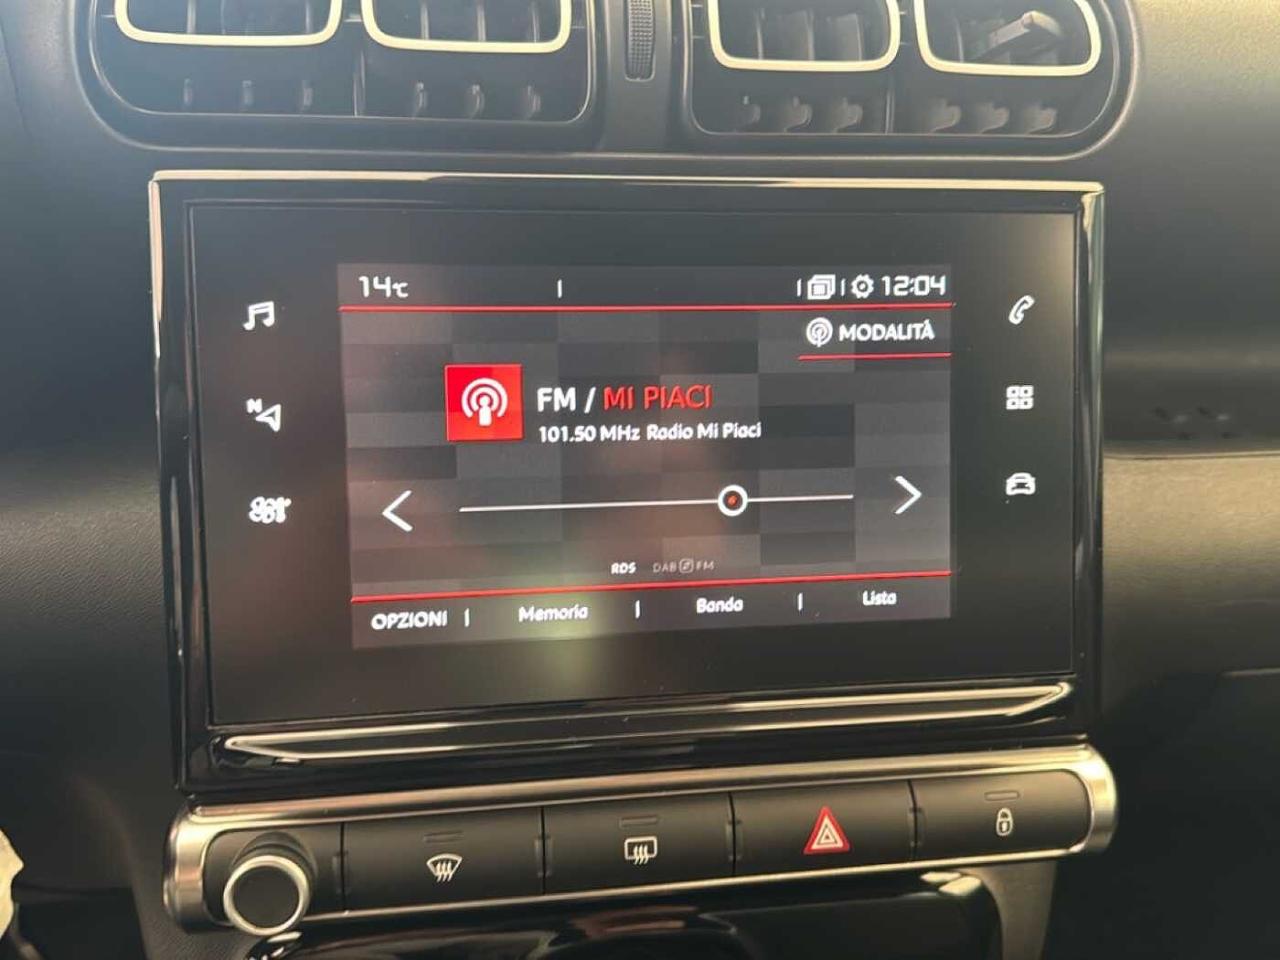 14°C
12:04
MODALITÀ
N
FM / MI PIACI
101.50 MHz Radio Mi Piaci
RDS DAB FM
OPZIONI Memoria Banda Lista